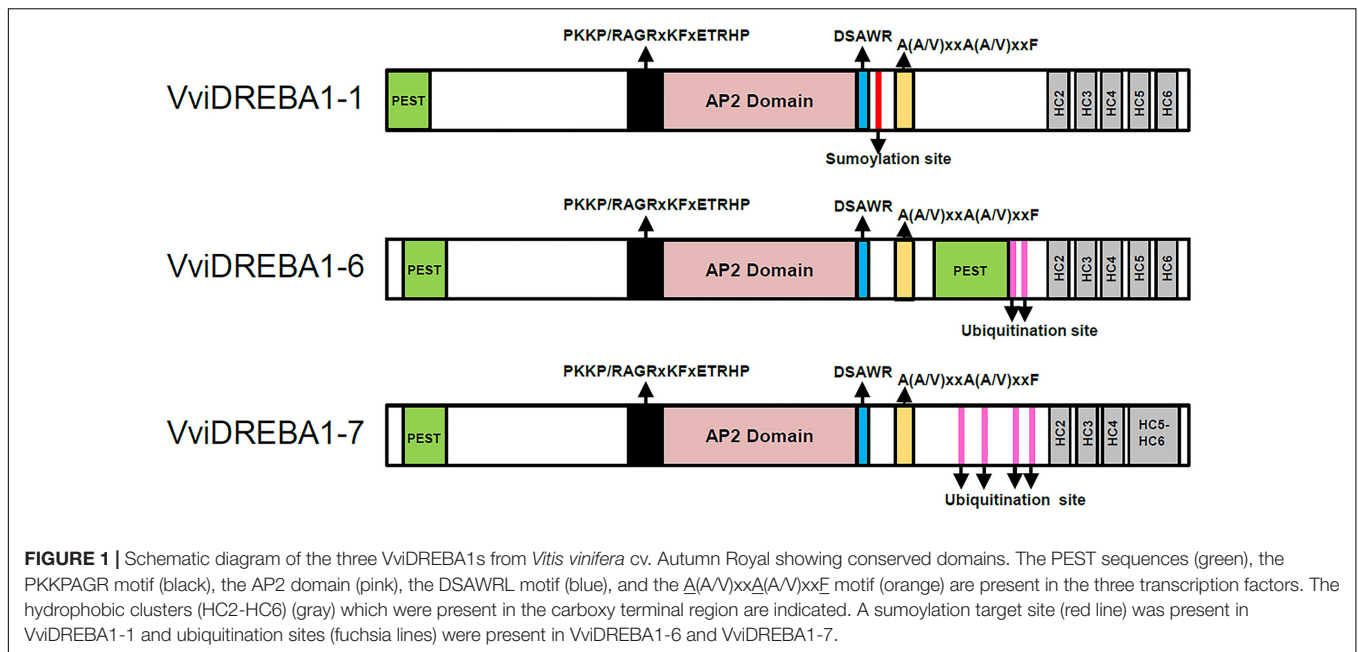 PKKP/RAGRxKFxETRHP DSAWR A(A/V)xxA(A/V)xxF
VviDREBA1-1 PEST AP2 Domain HC2 HC3 HC4 HC5 HC6
Sumoylation site
PKKP/RAGRxKFxETRHP DSAWR A(A/V)xxA(A/V)xxF
VviDREBA1-6 PEST AP2 Domain PEST HC2 HC3 HC4 HC5 HC6
Ubiquitination site
PKKP/RAGRxKFxETRHP DSAWR A(A/V)xxA(A/V)xxF
VviDREBA1-7 PEST AP2 Domain HC2 HC3 HC4 HC5-HC6
Ubiquitination site
FIGURE 1 | Schematic diagram of the three VviDREBA1s from Vitis vinifera cv. Autumn Royal showing conserved domains. The PEST sequences (green), the
PKKPAGR motif (black), the AP2 domain (pink), the DSAWRL motif (blue), and the A(A/V)xxA(A/V)xxF motif (orange) are present in the three transcription factors. The
hydrophobic clusters (HC2-HC6) (gray) which were present in the carboxy terminal region are indicated. A sumoylation target site (red line) was present in
VviDREBA1-1 and ubiquitination sites (fuchsia lines) were present in VviDREBA1-6 and VviDREBA1-7.